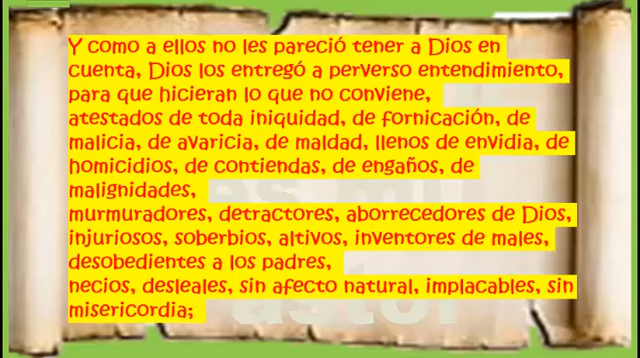 Y como a ellos no les pareció tener a Dios en
cuenta, Dios los entregó a perverso entendimiento,
para que hicieran lo que no conviene,
atestados de toda iniquidad, de fornicación, de
malicia, de avaricia, de maldad, llenos de envidia, de
homicidios, de contiendas, de engaños, de
malignidades,
murmuradores, detractores, aborrecedores de Dios,
injuriosos, soberbios, altivos, inventores de males,
desobedientes a los padres,
necios, desleales, sin afecto natural, implacables, sin
misericordia;